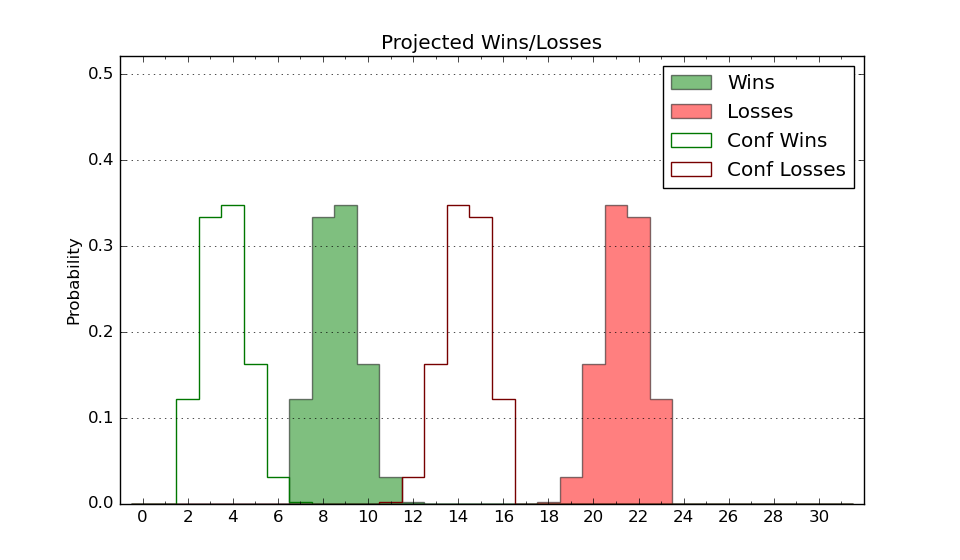 Projected Wins/Losses
0.5
0.4
0.3
0.2
0.1
0.0
Probability
Wins
Losses
Conf Wins
Conf Losses
0 2 4 6 8 10 12 14 16 18 20 22 24 26 28 30